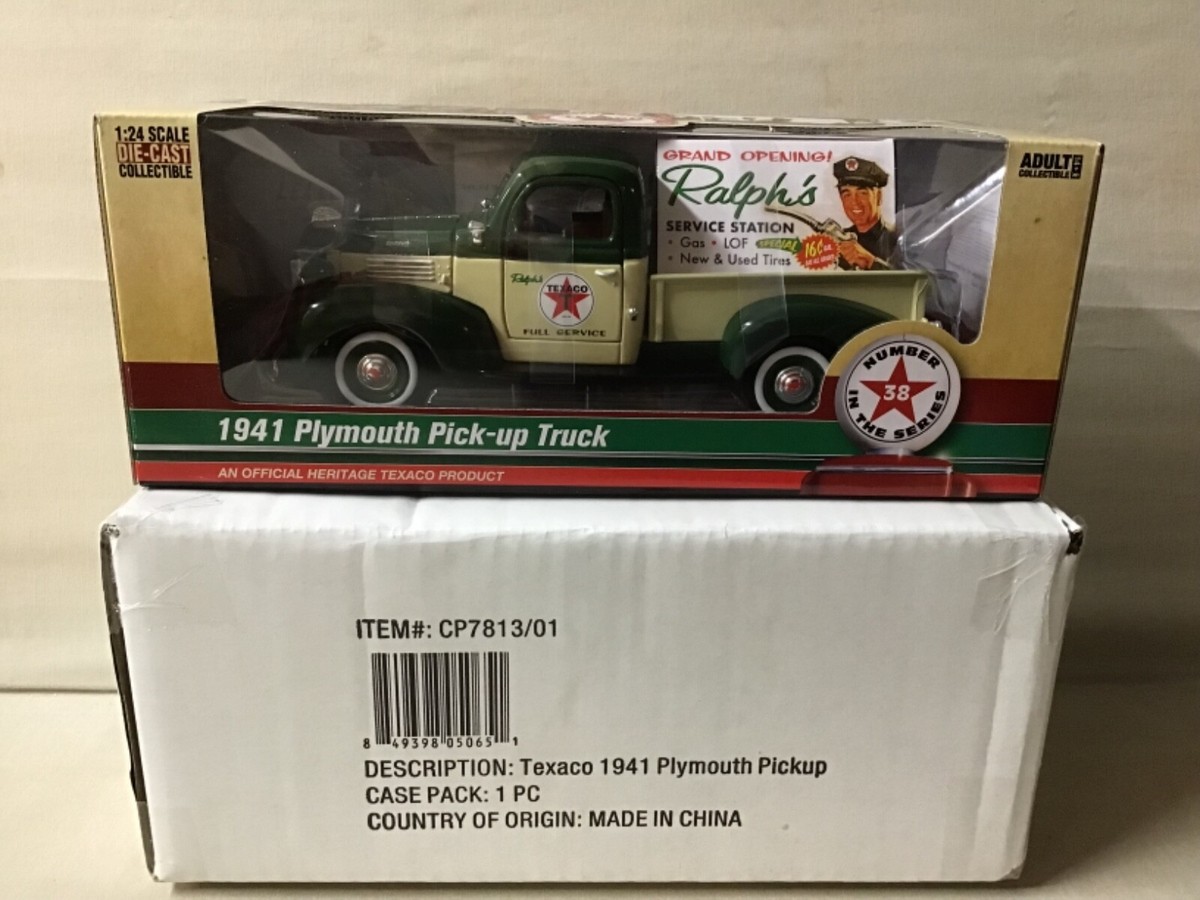 1:24 SCALE
DIE-CAST
COLLECTIBLE
ADULT
COLLECTIBLE
GRAND OPENING!
Ralph's
SERVICE STATION
• Gas • LOF SPECIAL
16¢
• New & Used Tires
Ralph's
TEXACO
T
FULL SERVICE
NUMBER
38
IN THE SERIES
1941 Plymouth Pick-up Truck
AN OFFICIAL HERITAGE TEXACO PRODUCT
ITEM#: CP7813/01
8 49398 05065 1
DESCRIPTION: Texaco 1941 Plymouth Pickup
CASE PACK: 1 PC
COUNTRY OF ORIGIN: MADE IN CHINA